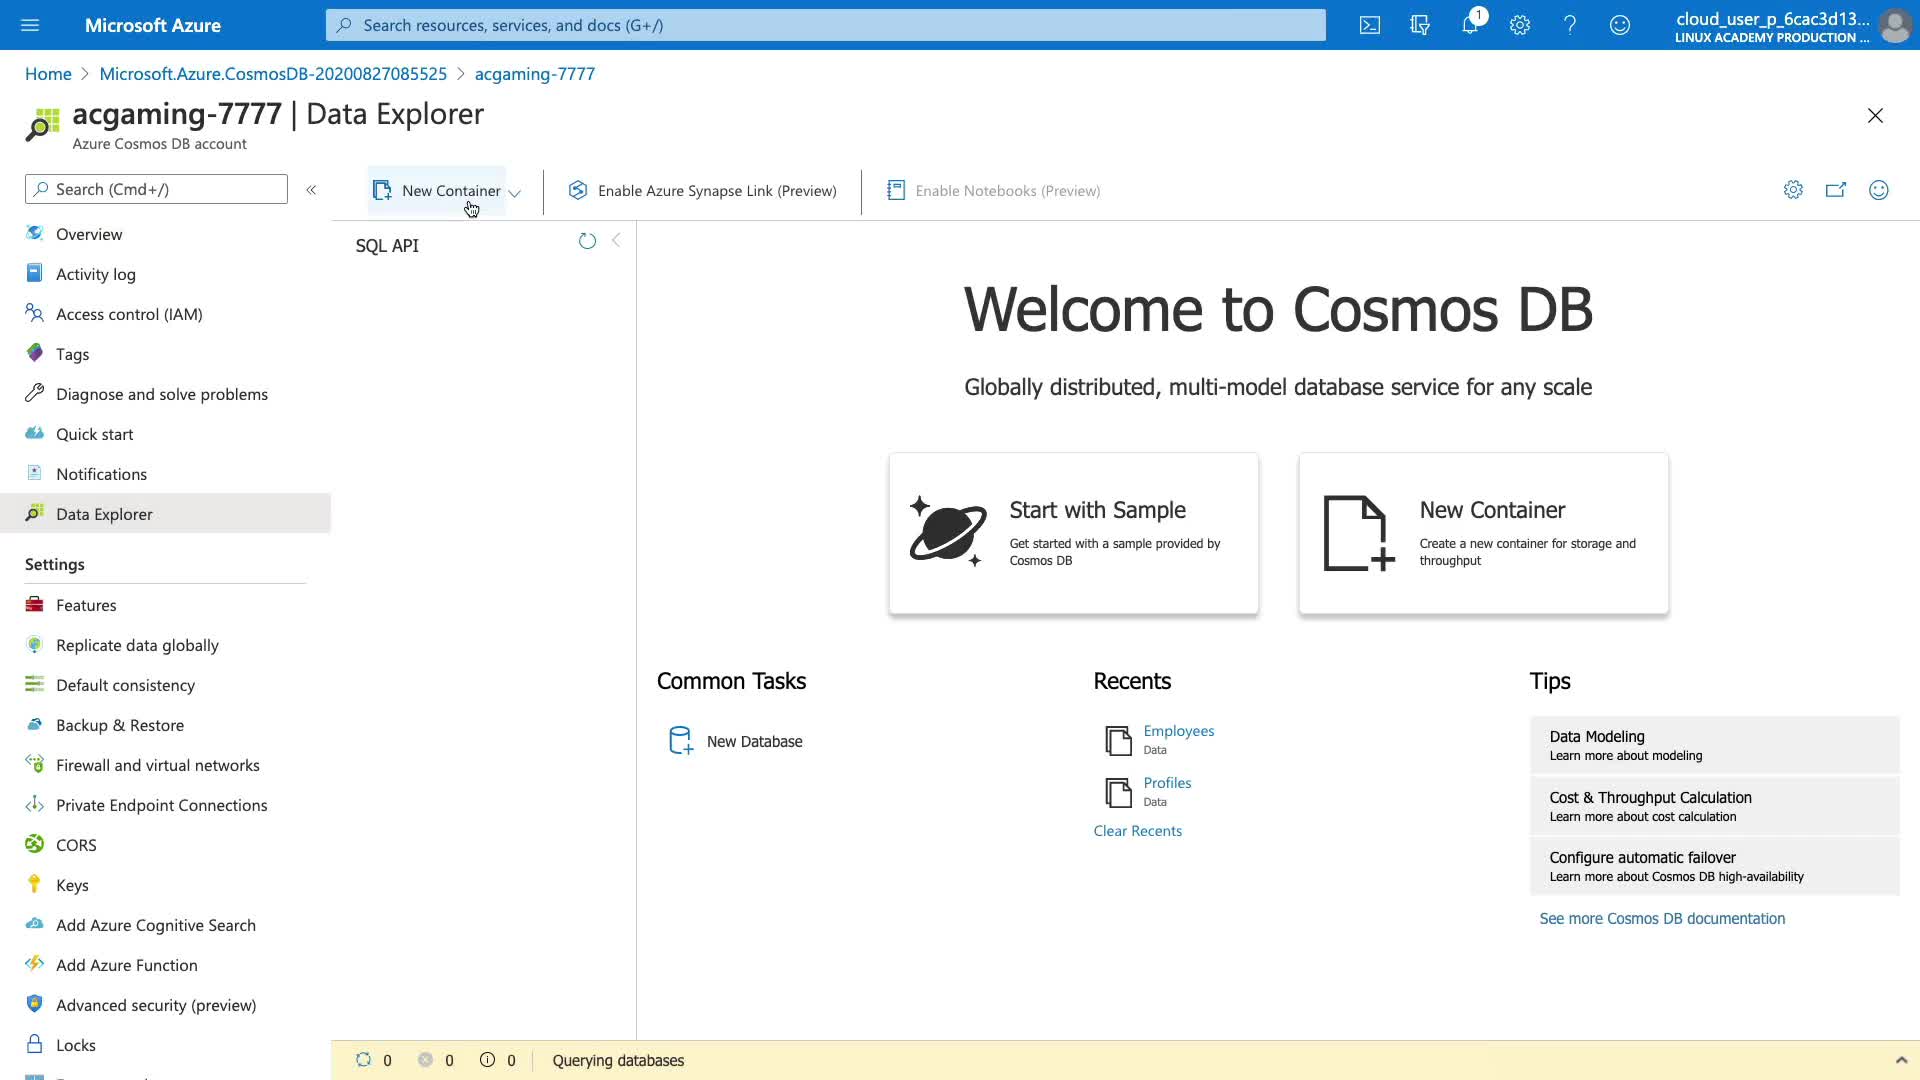 Microsoft Azure
Search resources, services, and docs (G+/)
1
cloud_user_p_6cac3d13...
LINUX ACADEMY PRODUCTION ...
Home > Microsoft.Azure.CosmosDB-20200827085525 > acgaming-7777
acgaming-7777 | Data Explorer
Azure Cosmos DB account
Search (Cmd+/)
«
New Container
Enable Azure Synapse Link (Preview)
Enable Notebooks (Preview)
SQL API
Overview
Activity log
Access control (IAM)
Tags
Diagnose and solve problems
Quick start
Notifications
Data Explorer
Settings
Features
Replicate data globally
Default consistency
Backup & Restore
Firewall and virtual networks
Private Endpoint Connections
CORS
Keys
Add Azure Cognitive Search
Add Azure Function
Advanced security (preview)
Locks
Welcome to Cosmos DB
Globally distributed, multi-model database service for any scale
Start with Sample
Get started with a sample provided by
Cosmos DB
New Container
Create a new container for storage and
throughput
Common Tasks
New Database
Recents
Employees
Data
Profiles
Data
Clear Recents
Tips
Data Modeling
Learn more about modeling
Cost & Throughput Calculation
Learn more about cost calculation
Configure automatic failover
Learn more about Cosmos DB high-availability
See more Cosmos DB documentation
0 0 0 Querying databases